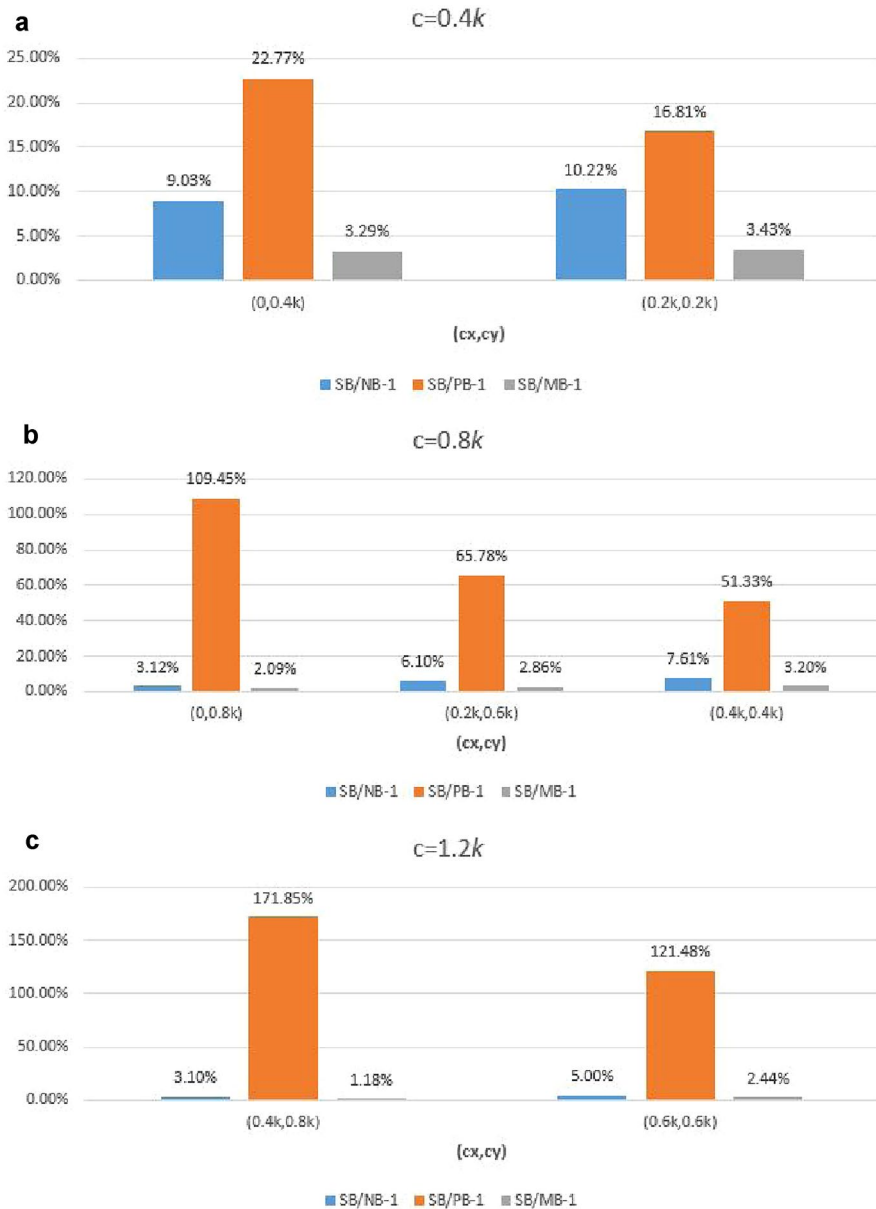 a
c=0.4k
25.00%
22.77%
20.00%
16.81%
15.00%
10.22%
9.03%
10.00%
5.00%
3.29%
3.43%
0.00%
(0,0.4k)
(0.2k,0.2k)
(cx,cy)
SB/NB-1 SB/PB-1 SB/MB-1
b
c=0.8k
120.00%
109.45%
100.00%
80.00%
65.78%
60.00%
51.33%
40.00%
20.00%
3.12%
2.09%
6.10%
2.86%
7.61%
3.20%
0.00%
(0,0.8k)
(0.2k,0.6k)
(0.4k,0.4k)
(cx,cy)
SB/NB-1 SB/PB-1 SB/MB-1
c
c=1.2k
200.00%
171.85%
150.00%
121.48%
100.00%
50.00%
3.10%
1.18%
5.00%
2.44%
0.00%
(0.4k,0.8k)
(0.6k,0.6k)
(cx,cy)
SB/NB-1 SB/PB-1 SB/MB-1